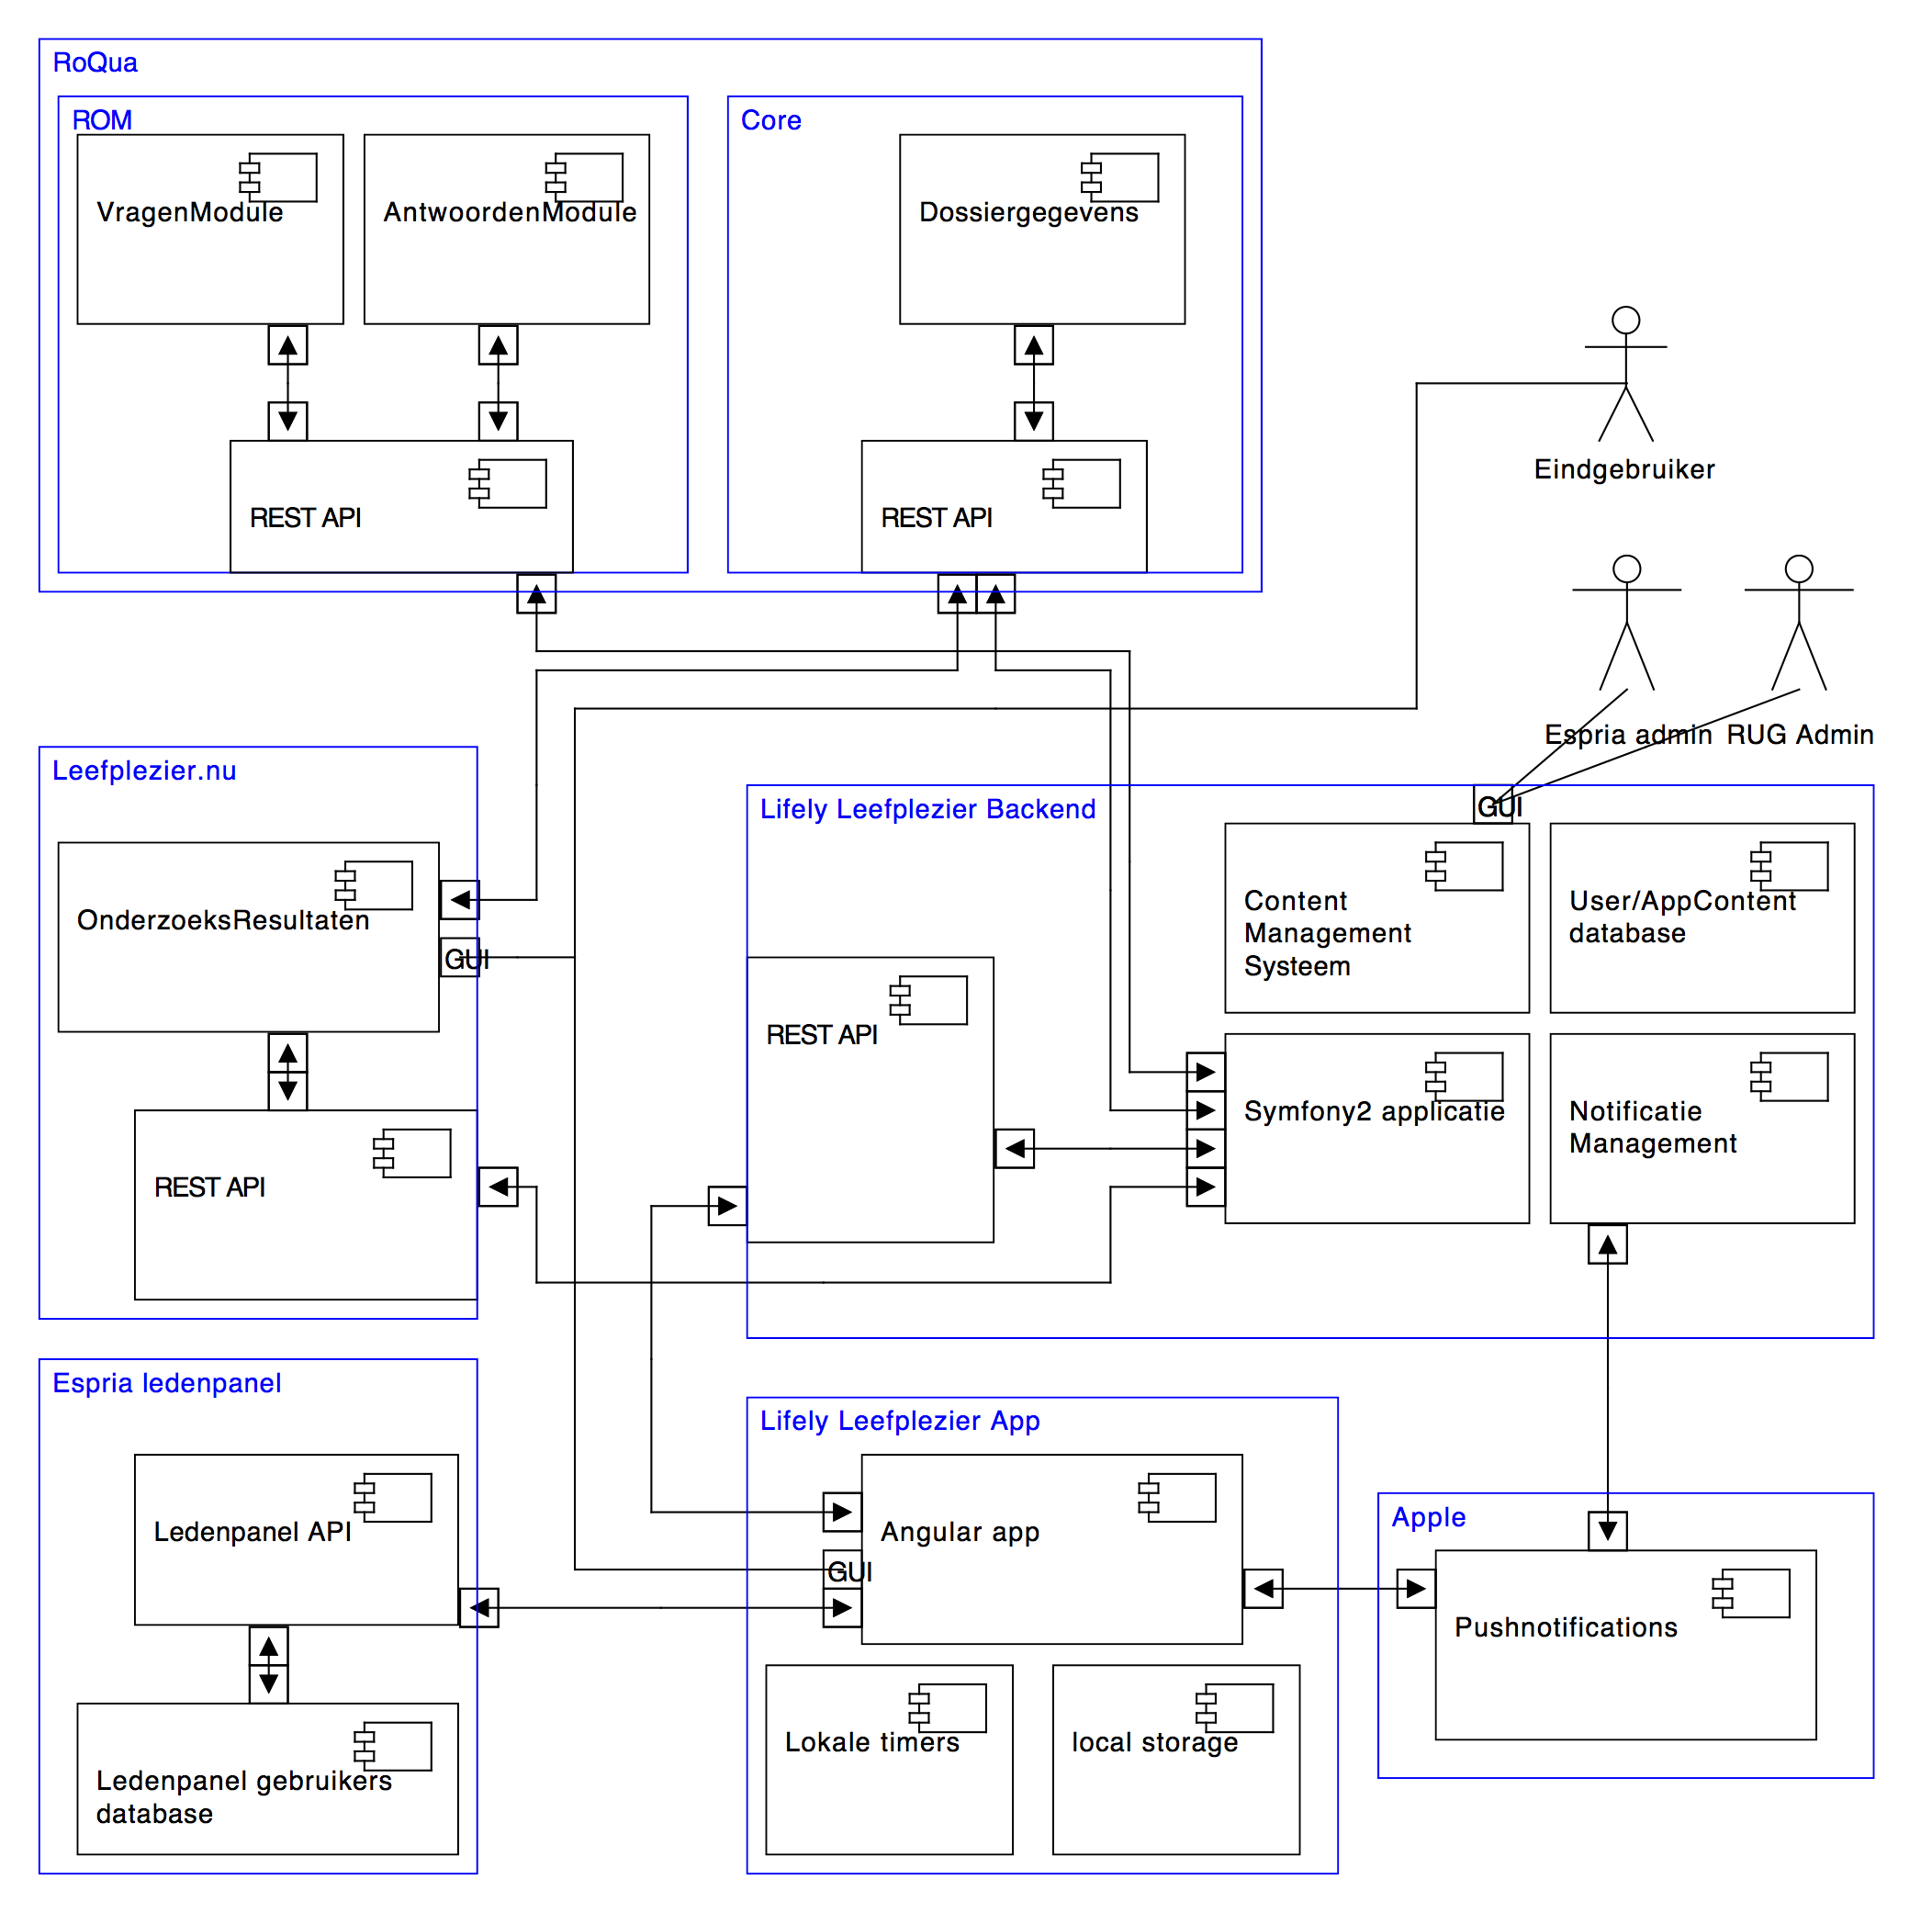 RoQua
ROM
Core
VragenModule
AntwoordenModule
Dossiergegevens
REST API
REST API
Eindgebruiker
Espria admin
RUG Admin
Leefplezier.nu
OnderzoeksResultaten
GUI
REST API
Lifely Leefplezier Backend
GUI
Content
Management
Systeem
User/AppContent
database
REST API
Symfony2 applicatie
Notificatie
Management
Espria ledenpanel
Ledenpanel API
Ledenpanel gebruikers
database
Lifely Leefplezier App
Angular app
GUI
Lokale timers
local storage
Apple
Pushnotifications